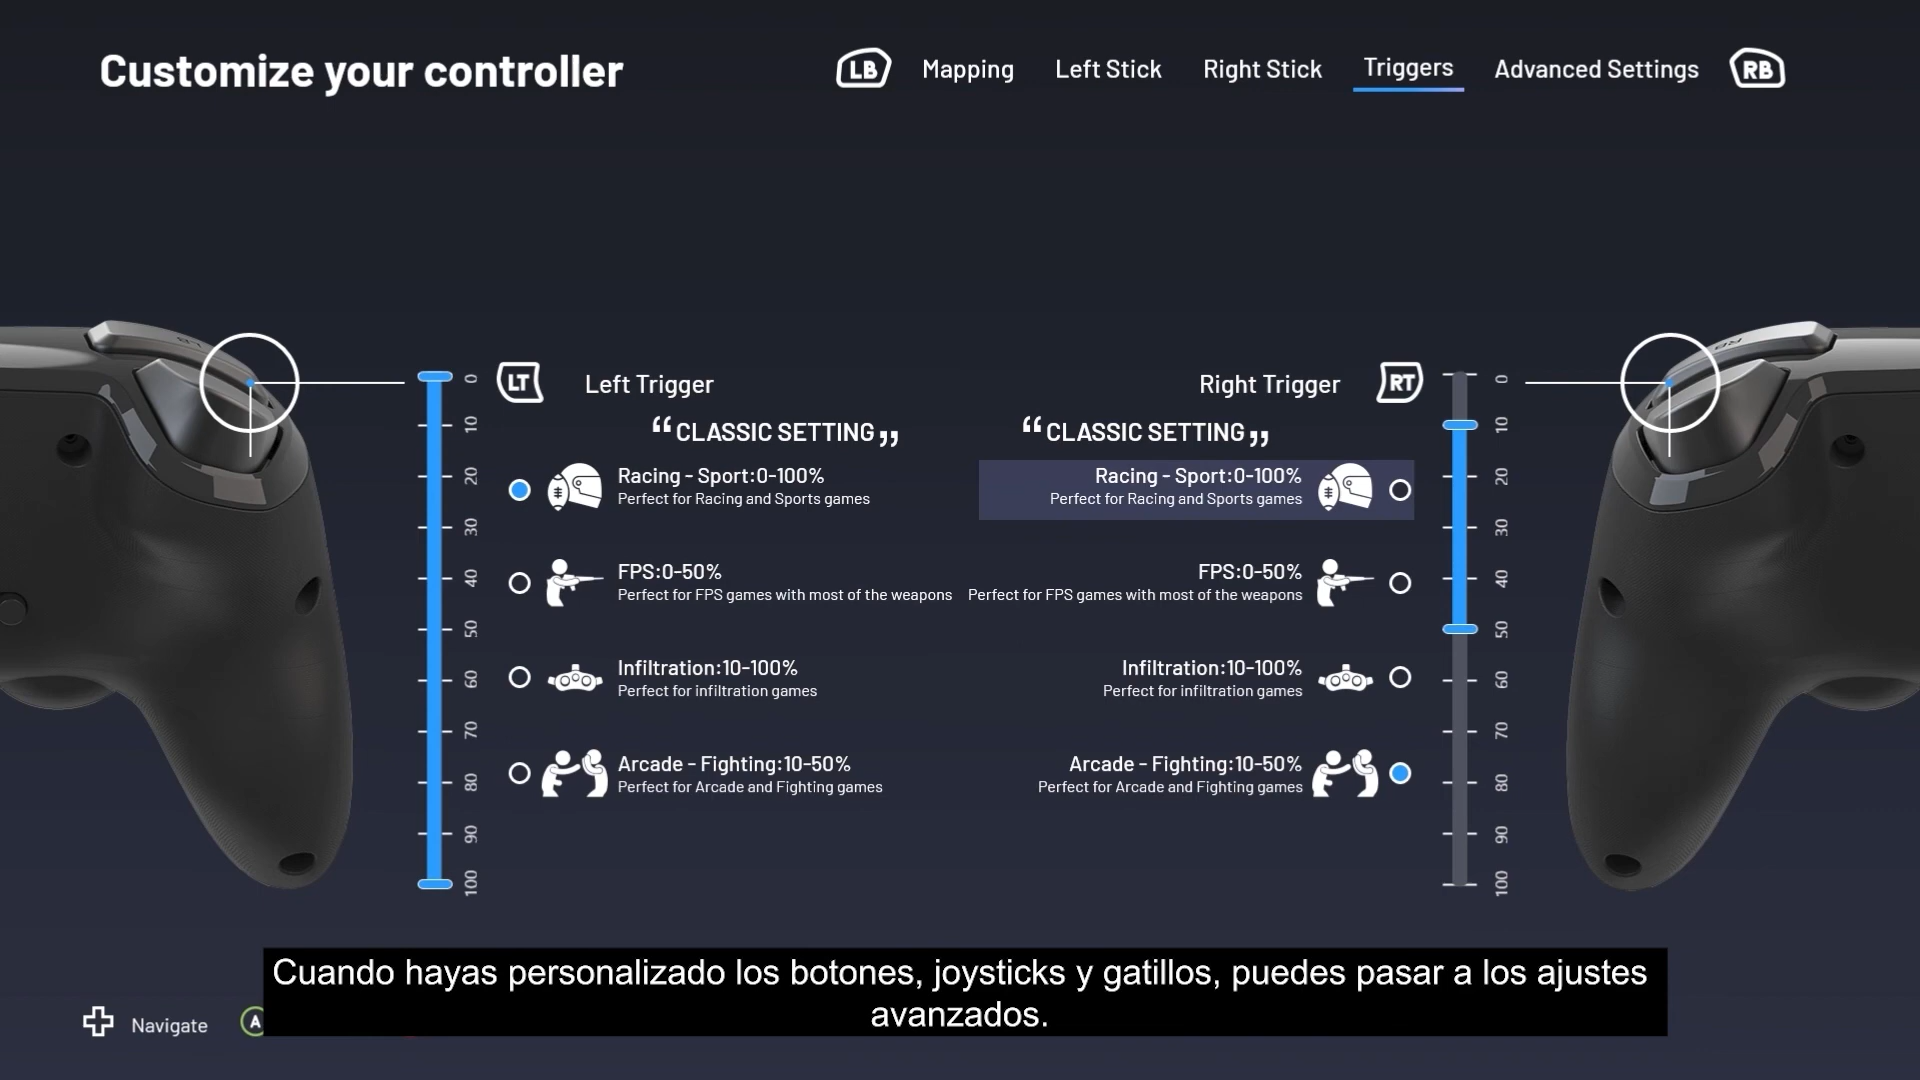 Customize your controller
LB Mapping Left Stick Right Stick Triggers Advanced Settings RB
0
10
20
30
40
50
60
70
80
90
100
LT Left Trigger
“CLASSIC SETTING„
Racing - Sport:0-100%
Perfect for Racing and Sports games
FPS:0-50%
Perfect for FPS games with most of the weapons
Infiltration:10-100%
Perfect for infiltration games
Arcade - Fighting:10-50%
Perfect for Arcade and Fighting games
Right Trigger RT
“CLASSIC SETTING„
Racing - Sport:0-100%
Perfect for Racing and Sports games
FPS:0-50%
Perfect for FPS games with most of the weapons
Infiltration:10-100%
Perfect for infiltration games
Arcade - Fighting:10-50%
Perfect for Arcade and Fighting games
0
10
20
30
40
50
60
70
80
90
100
LB
RB
Cuando hayas personalizado los botones, joysticks y gatillos, puedes pasar a los ajustes
avanzados.
Navigate A